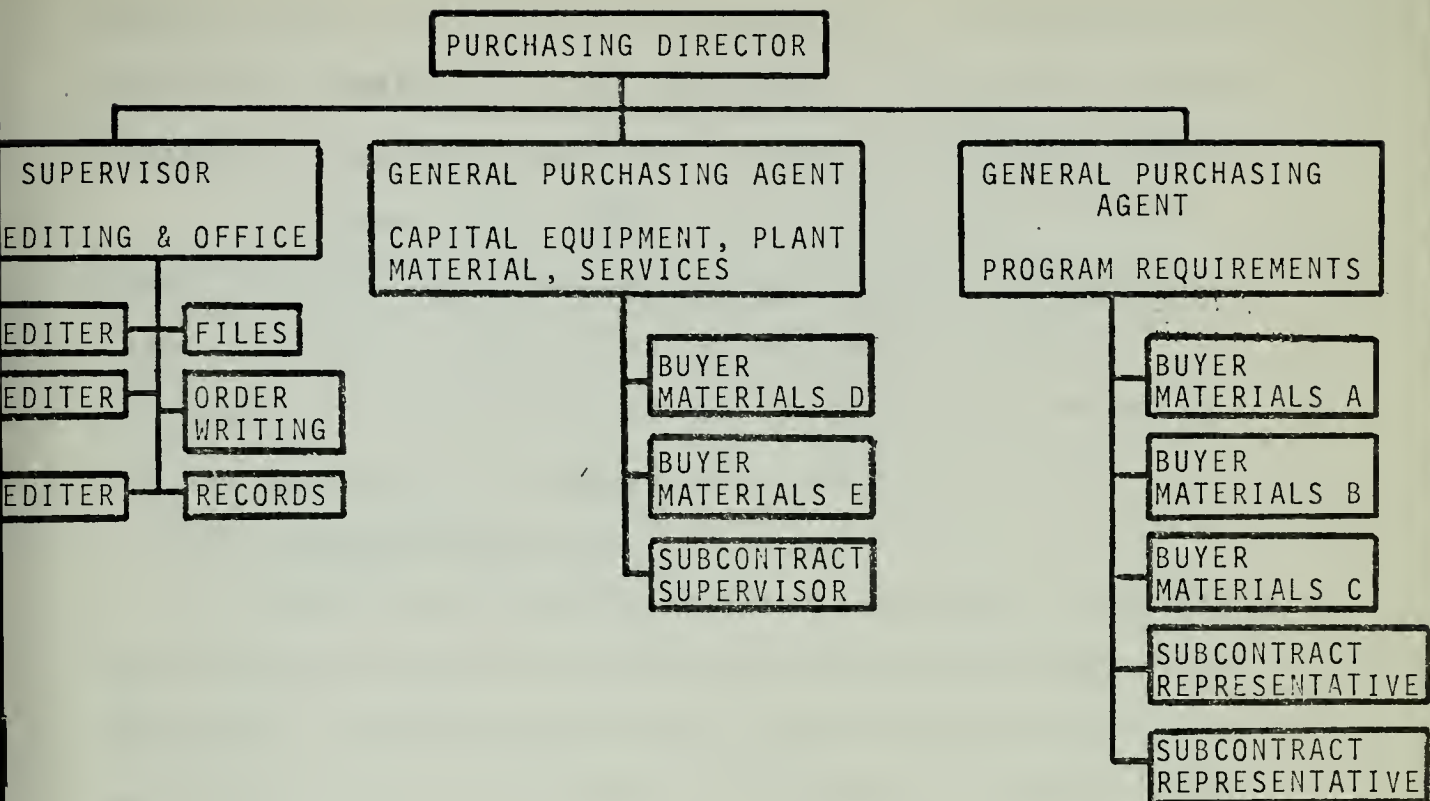 PURCHASING DIRECTOR
SUPERVISOR
EDITING & OFFICE
EDITER
FILES
EDITER
ORDER
WRITING
EDITER
RECORDS
GENERAL PURCHASING AGENT
CAPITAL EQUIPMENT, PLANT
MATERIAL, SERVICES
BUYER
MATERIALS D
BUYER
MATERIALS E
SUBCONTRACT
SUPERVISOR
GENERAL PURCHASING
AGENT
PROGRAM REQUIREMENTS
BUYER
MATERIALS A
BUYER
MATERIALS B
BUYER
MATERIALS C
SUBCONTRACT
REPRESENTATIVE
SUBCONTRACT
REPRESENTATIVE